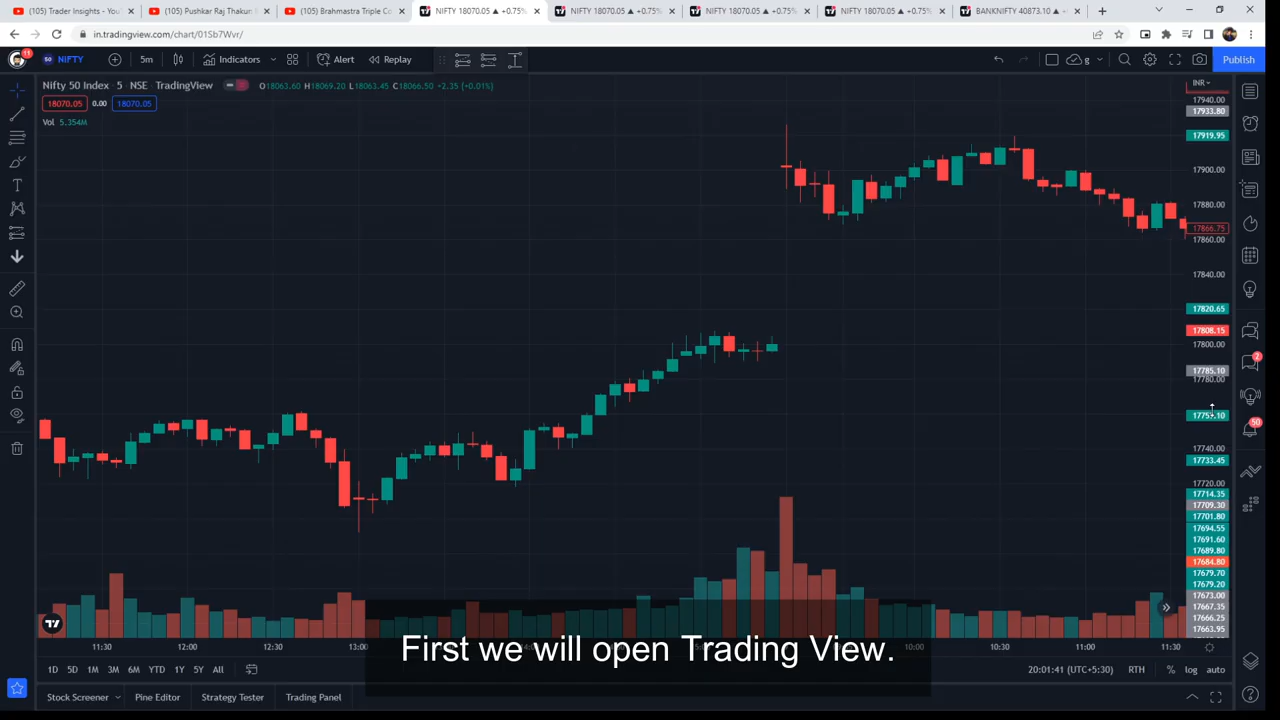 (105) Trader Insights - YouT
(105) Pushkar Raj Thakur:
(105) Brahmastra Triple Co
NIFTY 18070.05 ▲ +0.75%
NIFTY 18070.05 ▲ +0.75%
NIFTY 18070.05 ▲ +0.75%
NIFTY 18070.05 ▲ +0.75%
BANKNIFTY 40873.10 ▲
in.tradingview.com/chart/01Sb7Wvr/
11
50 NIFTY
5m
Indicators
Alert
Replay
g
Publish
Nifty 50 Index · 5 · NSE · TradingView
O18063.60 H18069.20 L18063.45 C18066.50 +2.35 (+0.01%)
INR
18070.05 0.00 18070.05
Vol 5.354M
17940.00
17933.80
17919.95
17900.00
17880.00
17866.75
17860.00
17840.00
17820.65
17808.15
17800.00
17785.10
17780.00
2
17740.00
50
17733.45
17720.00
17714.35
17709.30
17701.80
17694.55
17691.60
17689.80
17684.80
17679.70
17679.20
17673.00
17667.35
17666.25
17663.95
11:30 12:00 12:30 13:00 10:00 10:30 11:00 11:30
First we will open Trading View.
1D 5D 1M 3M 6M YTD 1Y 5Y All
20:01:41 (UTC+5:30) RTH % log auto
Stock Screener
Pine Editor
Strategy Tester
Trading Panel